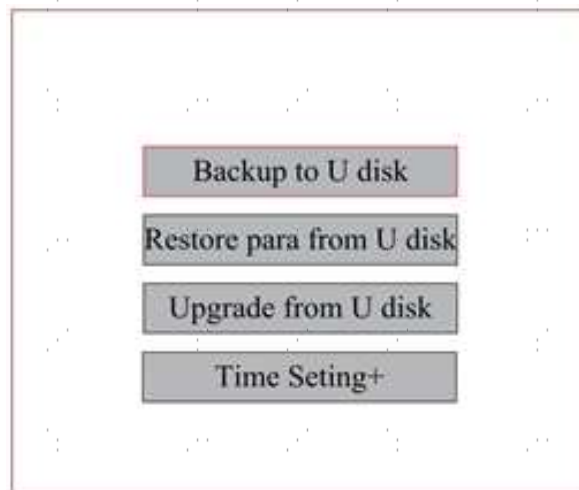 Backup to U disk
Restore para from U disk
Upgrade from U disk
Time Seting+